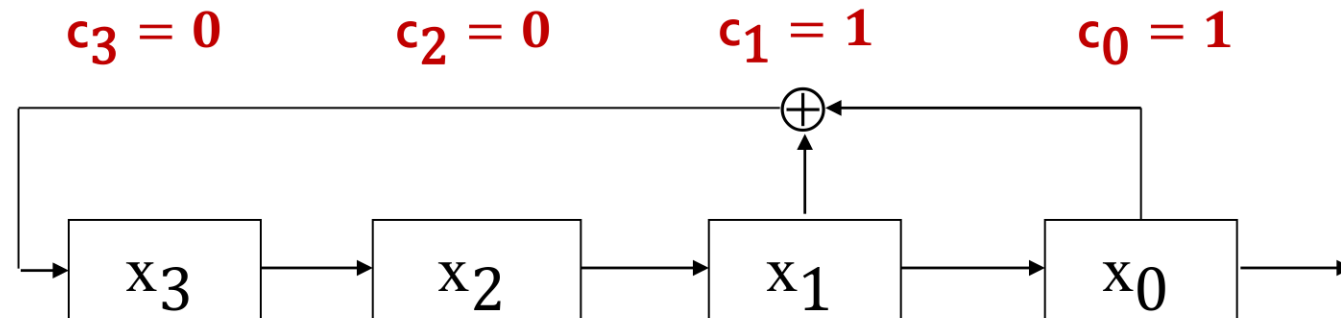 c₃ = 0 c₂ = 0 c₁ = 1 c₀ = 1
x₃ x₂ x₁ x₀